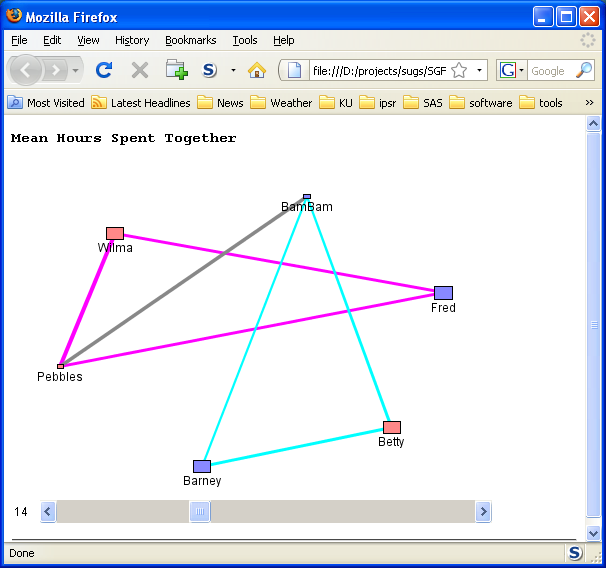 Mozilla Firefox
File Edit View History Bookmarks Tools Help
S file:///D:/projects/sugs/SGF G Google
Most Visited Latest Headlines News Weather KU ipsr SAS software tools »
Mean Hours Spent Together
BamBam
Wilma
Fred
Pebbles
Betty
Barney
14
Done S